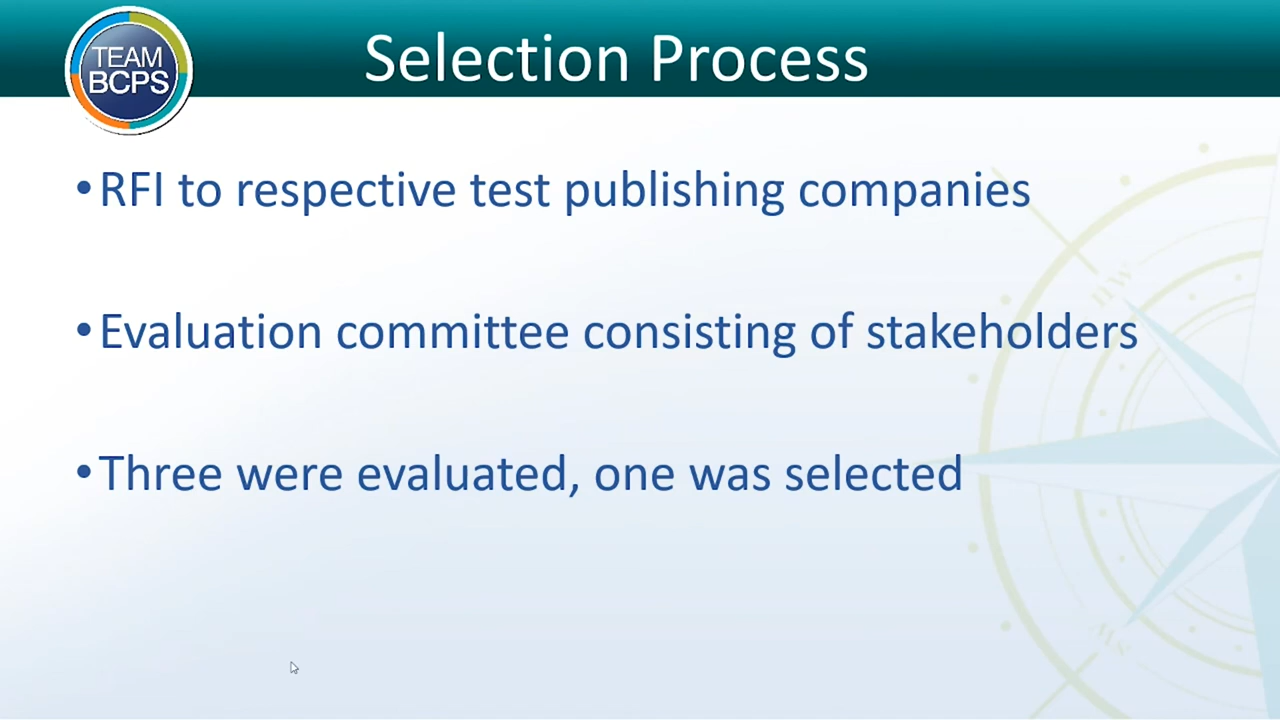 TEAM
BCPS
Selection Process
•RFI to respective test publishing companies
•Evaluation committee consisting of stakeholders
•Three were evaluated, one was selected